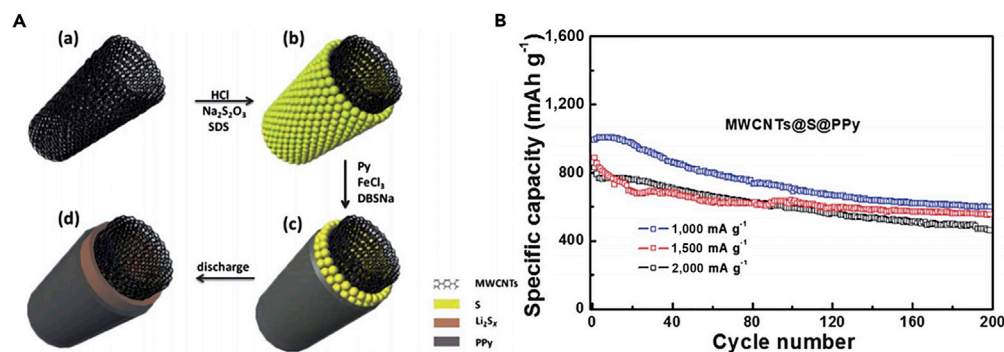 A
B
(a)
(b)
HCl
Na₂S₂O₃
SDS
Py
FeCl₃
DBSNa
(d)
(c)
discharge
MWCNTs
S
Li₂Sₓ
PPy
Specific capacity (mAh g⁻¹)
1,600
1,200
800
400
0
MWCNTs@S@PPy
1,000 mA g⁻¹
1,500 mA g⁻¹
2,000 mA g⁻¹
0 40 80 120 160 200
Cycle number